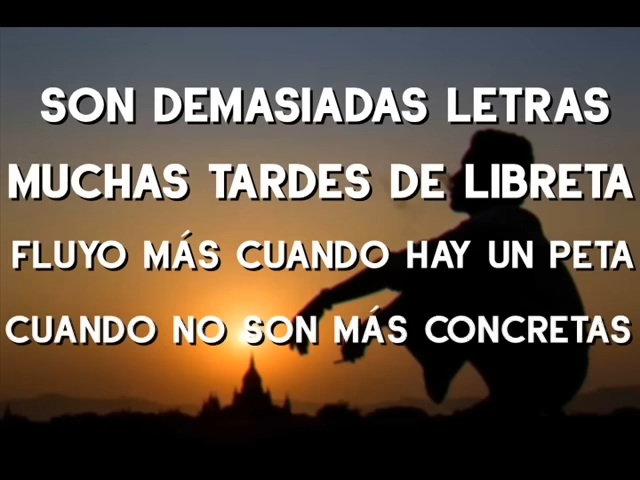 SON DEMASIADAS LETRAS
MUCHAS TARDES DE LIBRETA
FLUYO MÁS CUANDO HAY UN PETA
CUANDO NO SON MÁS CONCRETAS